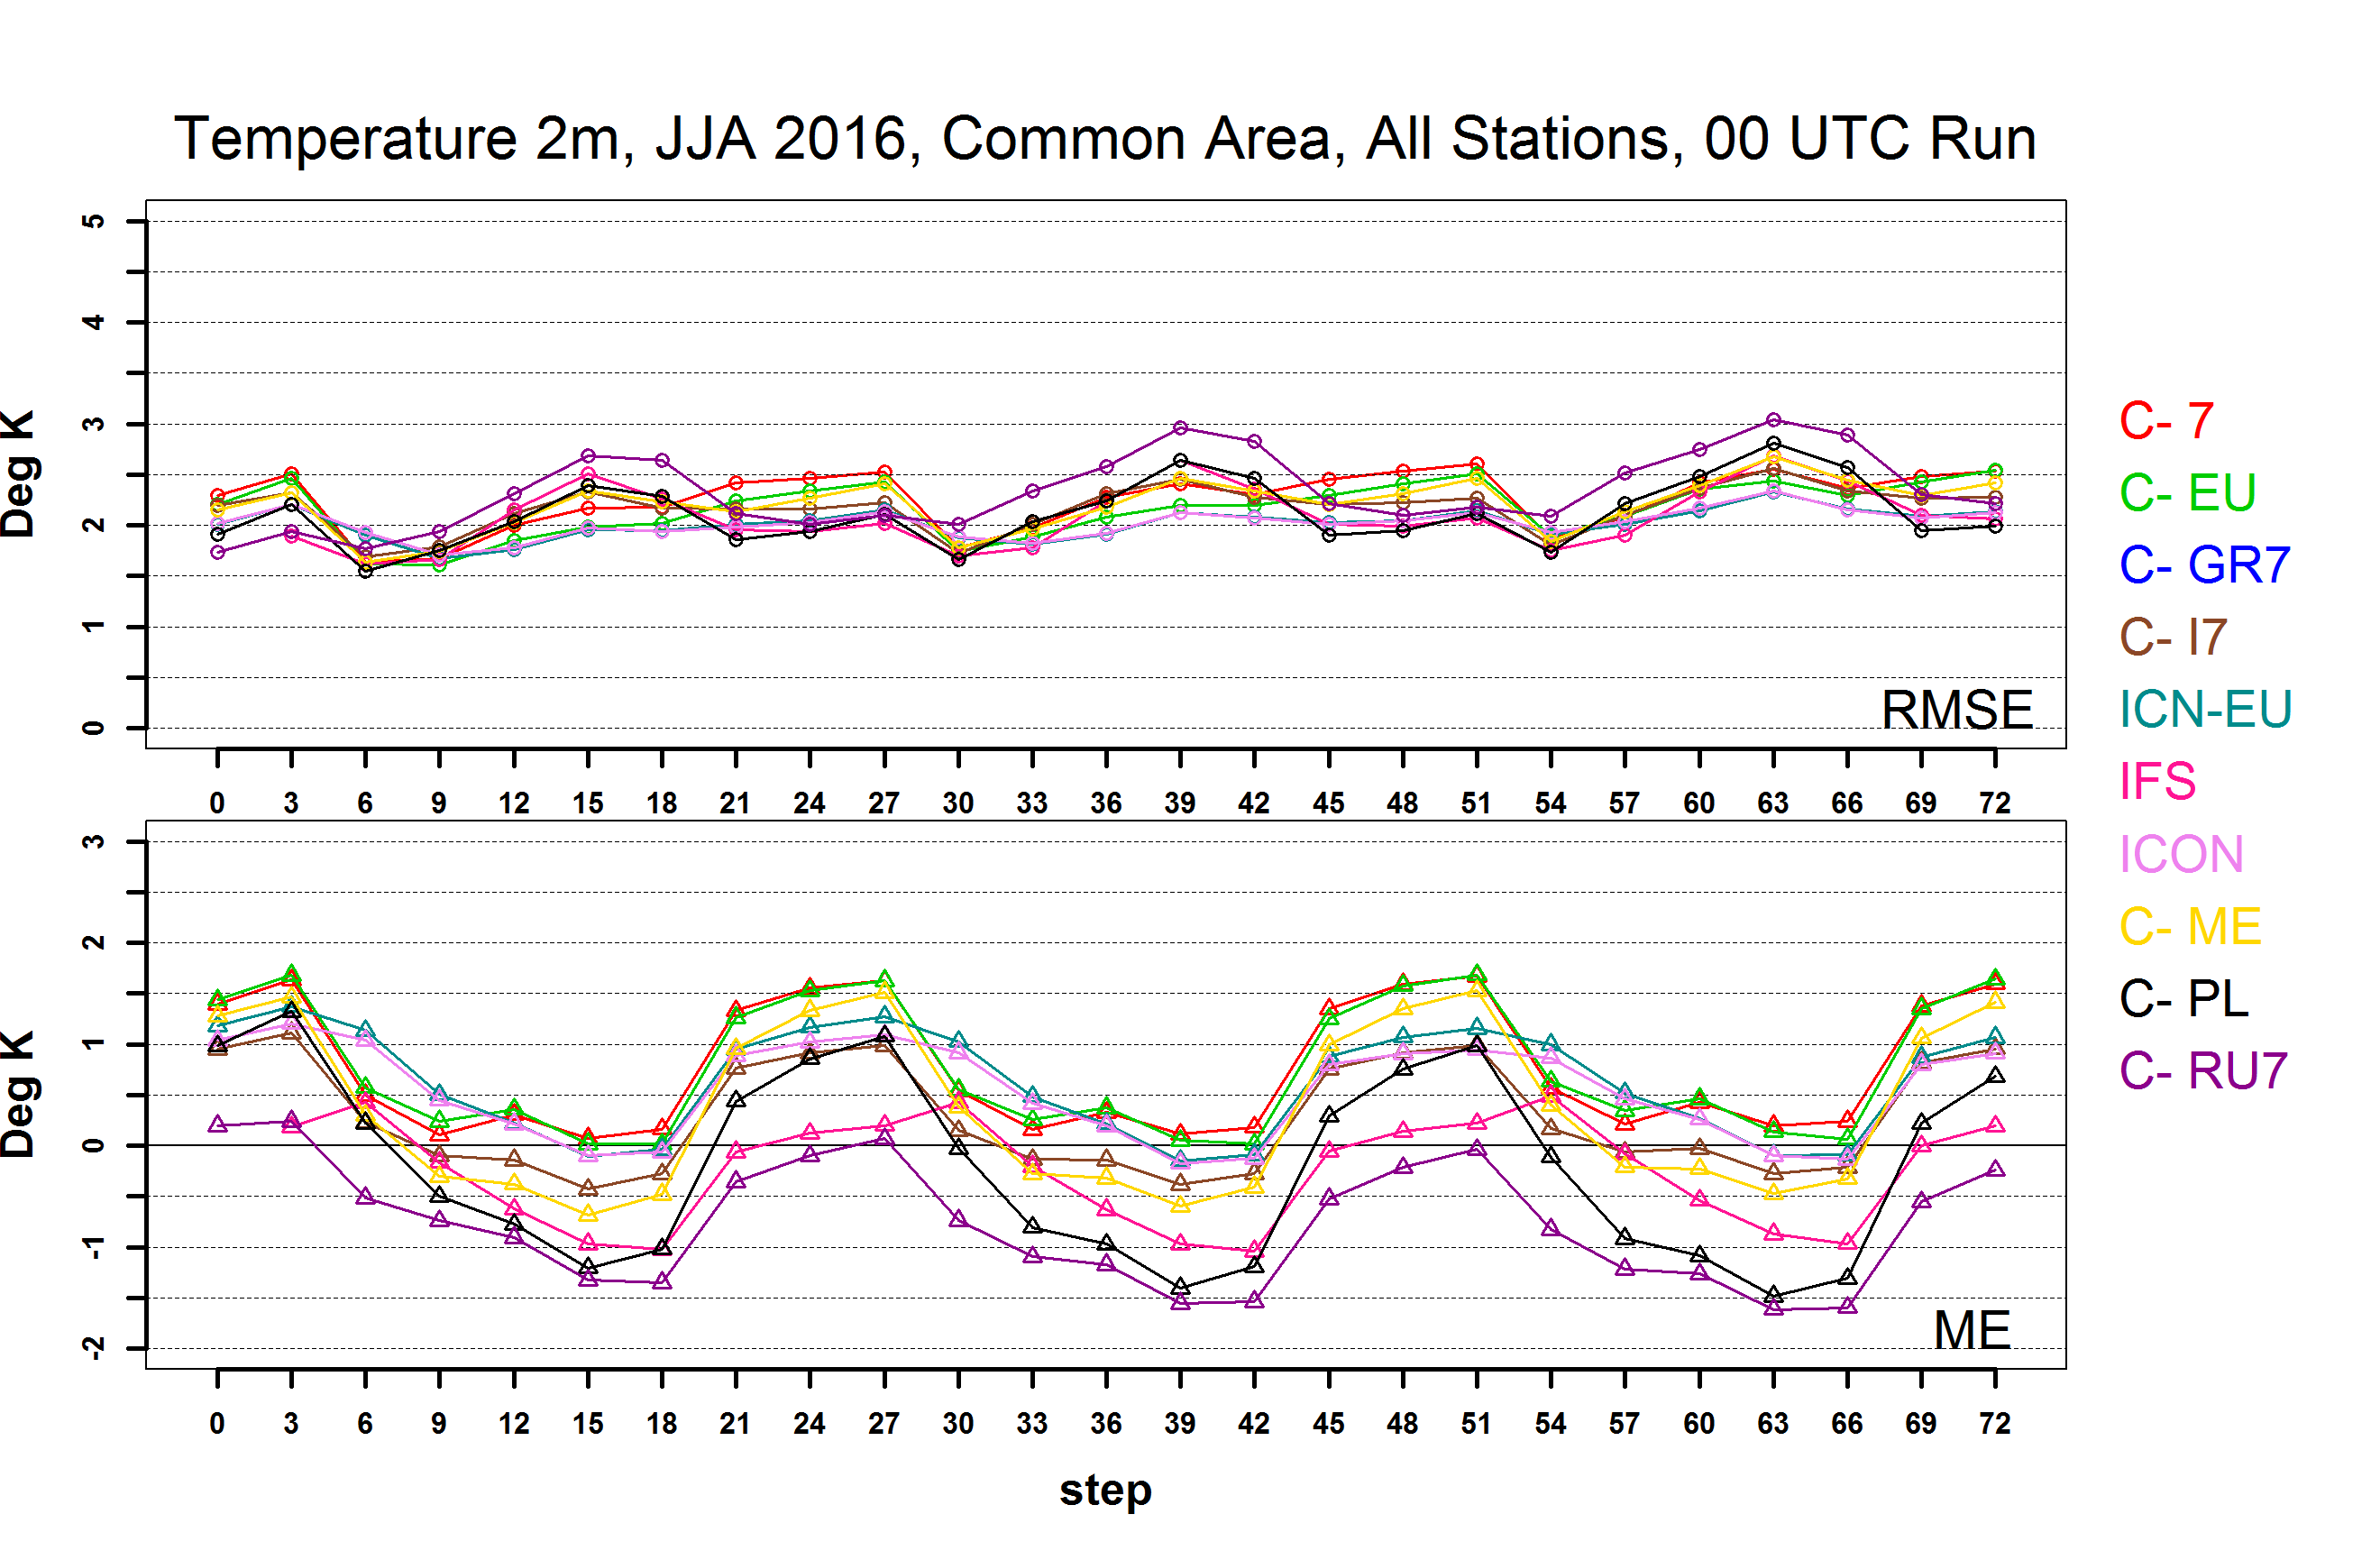 Temperature 2m, JJA 2016, Common Area, All Stations, 00 UTC Run
Deg K
5
4
3
2
1
0
RMSE
0 3 6 9 12 15 18 21 24 27 30 33 36 39 42 45 48 51 54 57 60 63 66 69 72
Deg K
3
2
1
0
-1
-2
ME
0 3 6 9 12 15 18 21 24 27 30 33 36 39 42 45 48 51 54 57 60 63 66 69 72
step
C- 7
C- EU
C- GR7
C- I7
ICN-EU
IFS
ICON
C- ME
C- PL
C- RU7